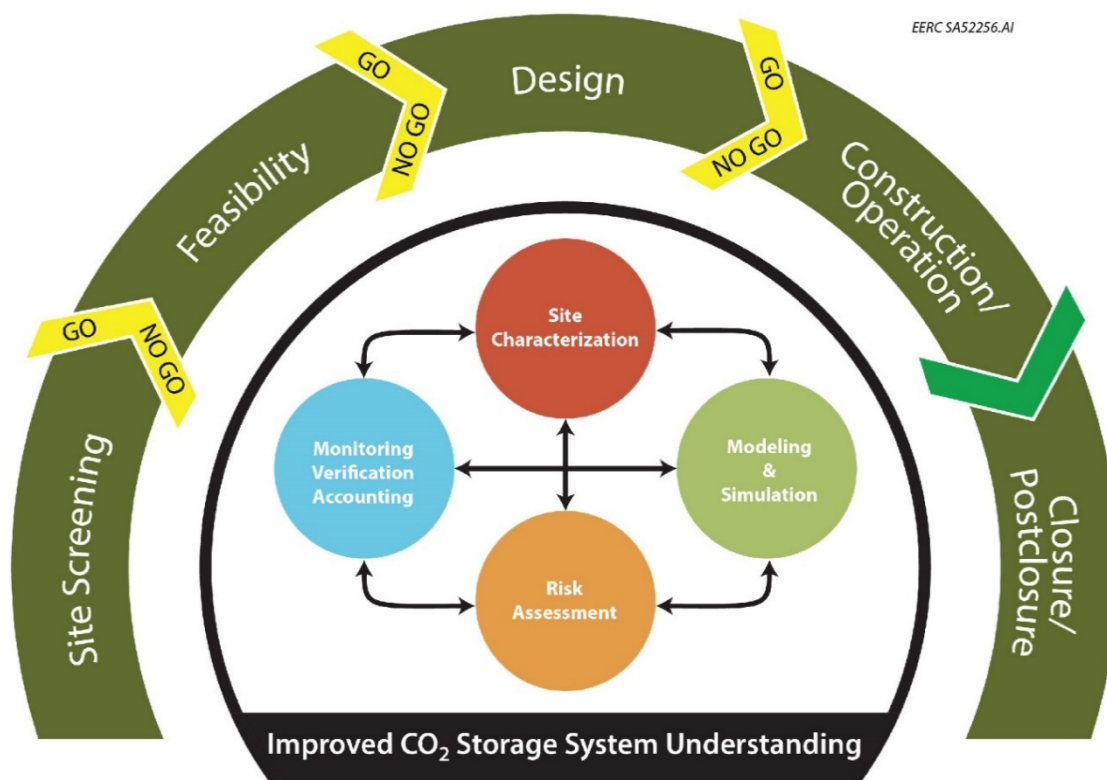 EERC SA52256.AI
Site Screening
GO
NO GO
Feasibility
GO
NO GO
Design
GO
NO GO
Construction/
Operation
Closure/
Postclosure
Site
Characterization
Monitoring
Verification
Accounting
Modeling
&
Simulation
Risk
Assessment
Improved CO₂ Storage System Understanding